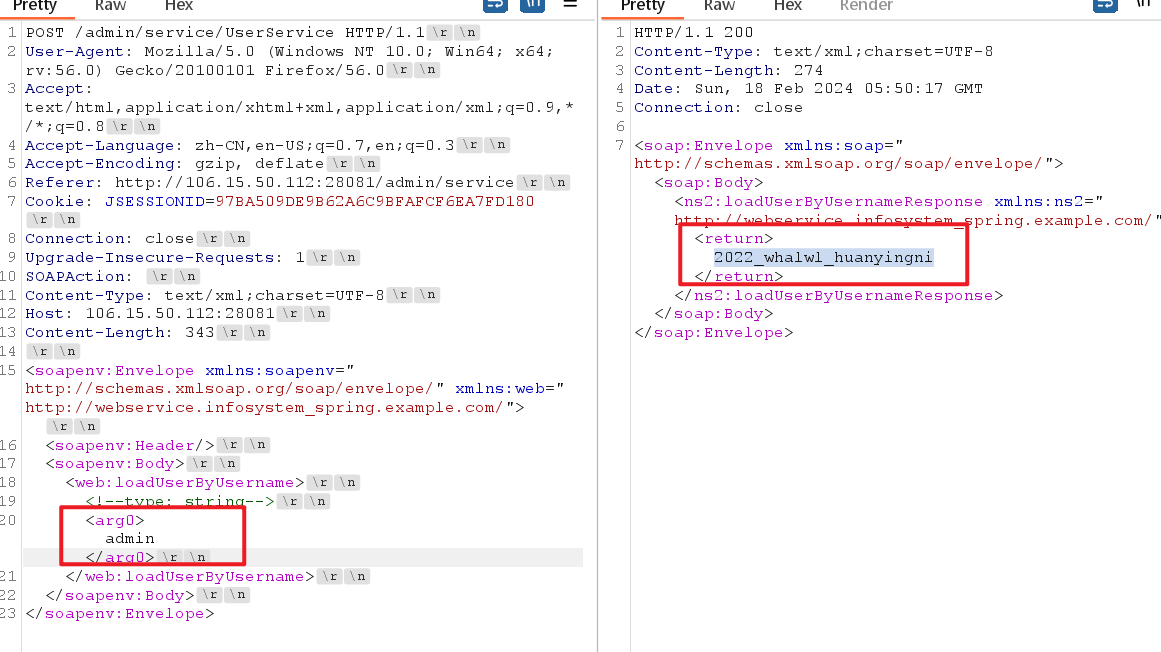 Pretty Raw Hex \n
1 POST /admin/service/UserService HTTP/1.1 \r \n
2 User-Agent: Mozilla/5.0 (Windows NT 10.0; Win64; x64;
rv:56.0) Gecko/20100101 Firefox/56.0 \r \n
3 Accept:
text/html,application/xhtml+xml,application/xml;q=0.9,*
/*;q=0.8 \r \n
4 Accept-Language: zh-CN,en-US;q=0.7,en;q=0.3 \r \n
5 Accept-Encoding: gzip, deflate \r \n
6 Referer: http://106.15.50.112:28081/admin/service \r \n
7 Cookie: JSESSIONID=97BA509DE9B62A6C9BFAFCF6EA7FD180
\r \n
8 Connection: close \r \n
9 Upgrade-Insecure-Requests: 1 \r \n
10 SOAPAction: \r \n
11 Content-Type: text/xml;charset=UTF-8 \r \n
12 Host: 106.15.50.112:28081 \r \n
13 Content-Length: 343 \r \n
14 \r \n
15 <soapenv:Envelope xmlns:soapenv="
http://schemas.xmlsoap.org/soap/envelope/" xmlns:web="
http://webservice.infosystem_spring.example.com/">
\r \n
16 <soapenv:Header/> \r \n
17 <soapenv:Body> \r \n
18 <web:loadUserByUsername> \r \n
19 <!--type: string--> \r \n
20 <arg0>
admin
</arg0> \r \n
21 </web:loadUserByUsername> \r \n
22 </soapenv:Body> \r \n
23 </soapenv:Envelope>
Pretty Raw Hex Render \n
1 HTTP/1.1 200
2 Content-Type: text/xml;charset=UTF-8
3 Content-Length: 274
4 Date: Sun, 18 Feb 2024 05:50:17 GMT
5 Connection: close
6
7 <soap:Envelope xmlns:soap="
http://schemas.xmlsoap.org/soap/envelope/">
<soap:Body>
<ns2:loadUserByUsernameResponse xmlns:ns2="
http://webservice.infosystem_spring.example.com/"
<return>
2022_whalwl_huanyingni
</return>
</ns2:loadUserByUsernameResponse>
</soap:Body>
</soap:Envelope>